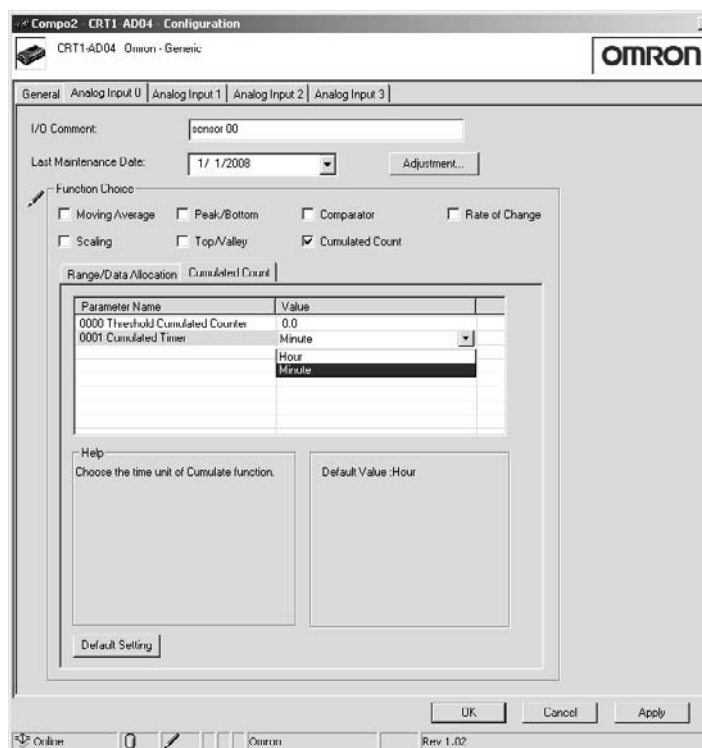 Compo2 - CRT1-AD04 - Configuration
CRT1-AD04 Omron - Generic
OMRON
General Analog Input 0 Analog Input 1 Analog Input 2 Analog Input 3
I/O Comment: sensor 00
Last Maintenance Date: 1/ 1/2008 Adjustment...
Function Choice
Moving Average Peak/Bottom Comparator Rate of Change
Scaling Top/Valley Cumulated Count
Range/Data Allocation Cumulated Count
Parameter Name Value
0000 Threshold Cumulated Counter 0.0
0001 Cumulated Timer Minute
Hour
Minute
Help
Choose the time unit of Cumulate function. Default Value :Hour
Default Setting
OK Cancel Apply
Online Omron Rev 1.02